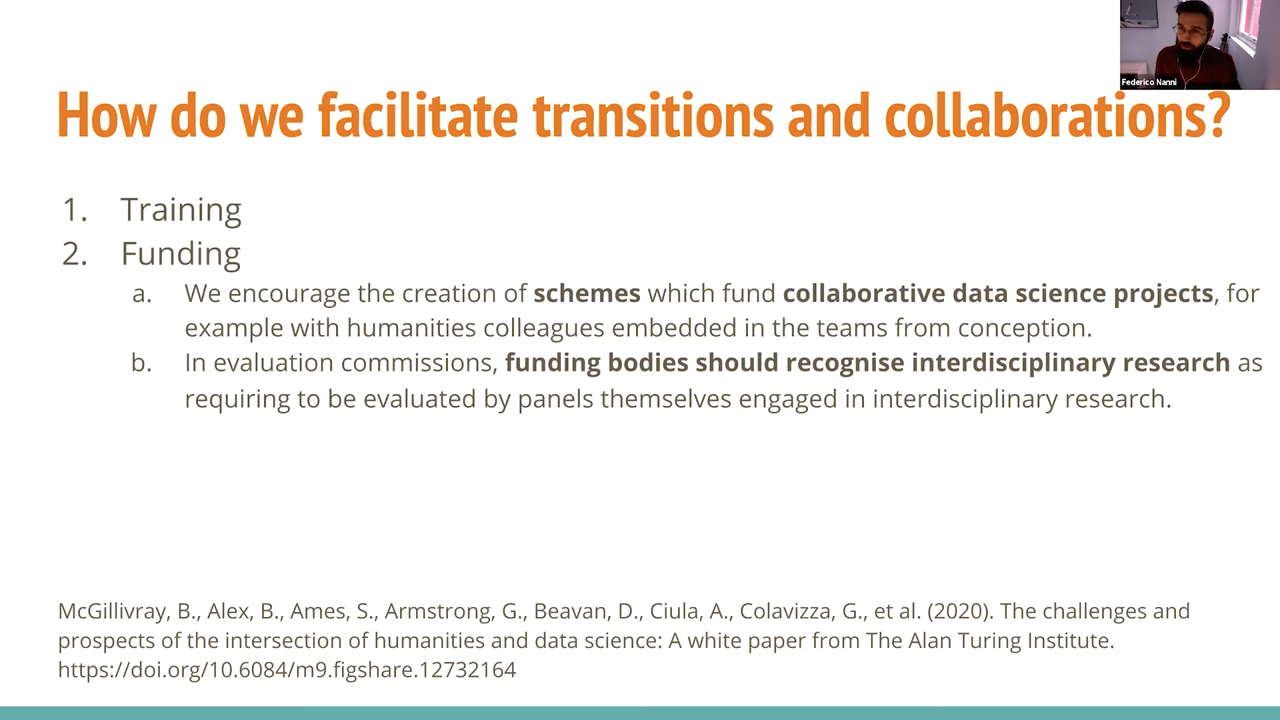 Federico Nanni
How do we facilitate transitions and collaborations?
1. Training
2. Funding
a. We encourage the creation of schemes which fund collaborative data science projects, for
example with humanities colleagues embedded in the teams from conception.
b. In evaluation commissions, funding bodies should recognise interdisciplinary research as
requiring to be evaluated by panels themselves engaged in interdisciplinary research.
McGillivray, B., Alex, B., Ames, S., Armstrong, G., Beavan, D., Ciula, A., Colavizza, G., et al. (2020). The challenges and
prospects of the intersection of humanities and data science: A white paper from The Alan Turing Institute.
https://doi.org/10.6084/m9.figshare.12732164